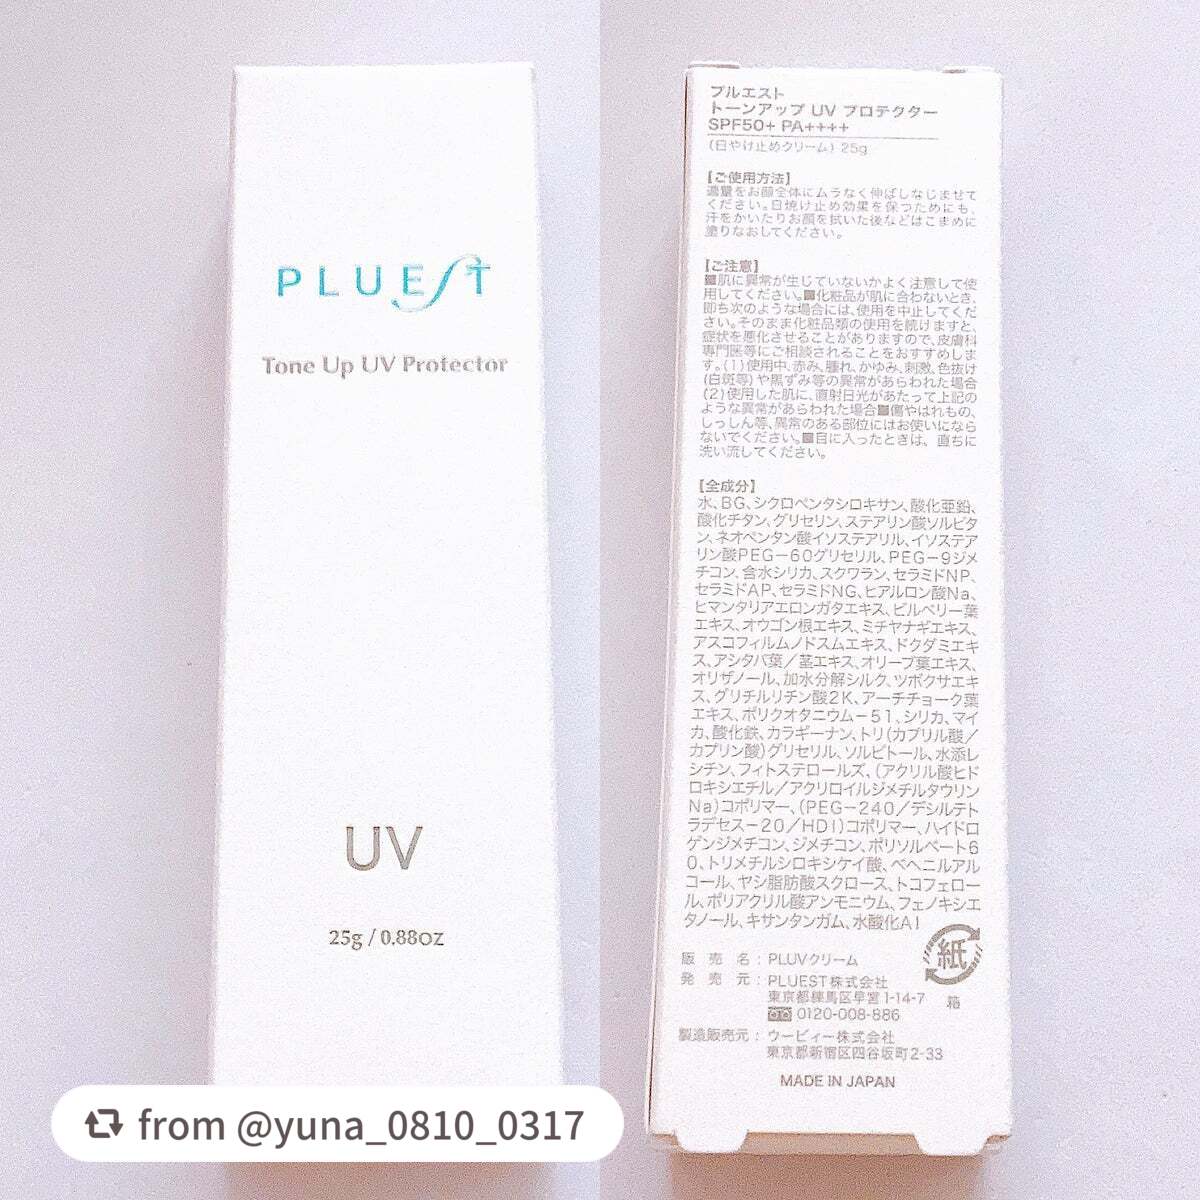 PLUEST
Tone Up UV Protector
UV
25g / 0.88OZ
from @yuna_0810_0317
プルエスト
トーンアップ UV プロテクター
SPF50+ PA++++
(日やけ止めクリーム) 25g
【ご使用方法】
適量をお顔全体にムラなく伸ばしなじませて
ください。日焼け止め効果を保つためにも、
汗をかいたりお顔を拭いた後などはこまめに
塗りなおしてください。
【ご注意】
■肌に異常が生じていないかよく注意して使
用してください。■化粧品が肌に合わないとき、
即ち次のような場合には、使用を中止してくだ
さい。そのまま化粧品類の使用を続けますと、
症状を悪化させることがありますので、皮膚科
専門医等にご相談されることをおすすめしま
す。(1)使用中、赤み、腫れ、かゆみ、刺激、色抜け
(白斑等)や黒ずみ等の異常があらわれた場合
(2)使用した肌に、直射日光があたって上記の
ような異常があらわれた場合■傷やはれもの、
しっしん等、異常のある部位にはお使いになら
ないでください。■目に入ったときは、直ちに
洗い流してください。
【全成分】
水、BG、シクロペンタシロキサン、酸化亜鉛、
酸化チタン、グリセリン、ステアリン酸ソルビタ
ン、ネオペンタン酸イソステアリル、イソステア
リン酸PEG−60グリセリル、PEG−9ジメ
チコン、含水シリカ、スクワラン、セラミドNP、
セラミドAP、セラミドNG、ヒアルロン酸Na、
ヒマンタリアエロンガタエキス、ビルベリー葉
エキス、オウゴン根エキス、ミチヤナギエキス、
アスコフィルムノドスムエキス、ドクダミエキ
ス、アシタバ葉/茎エキス、オリーブ葉エキス、
オリザノール、加水分解シルク、ツボクサエキ
ス、グリチルリチン酸2K、アーチチョーク葉
エキス、ポリクオタニウム−51、シリカ、マイ
カ、酸化鉄、カラギーナン、トリ(カプリル酸/
カプリン酸)グリセリル、ソルビトール、水添レ
シチン、フィトステロールズ、(アクリル酸ヒド
ロキシエチル/アクリロイルジメチルタウリン
Na)コポリマー、(PEG−240/デシルテト
ラデセス−20/HDI)コポリマー、ハイドロ
ゲンジメチコン、ジメチコン、ポリソルベート6
0、トリメチルシロキシケイ酸、ベヘニルアル
コール、ヤシ脂肪酸スクロース、トコフェロー
ル、ポリアクリル酸アンモニウム、フェノキシエ
タノール、キサンタンガム、水酸化Al
販 売 名 : PLUVクリーム
発 売 元 : PLUEST株式会社
東京都練馬区早宮1-14-7
0120-008-886
製造販売元 : ウービィー株式会社
東京都新宿区四谷坂町2-33
紙
箱
MADE IN JAPAN